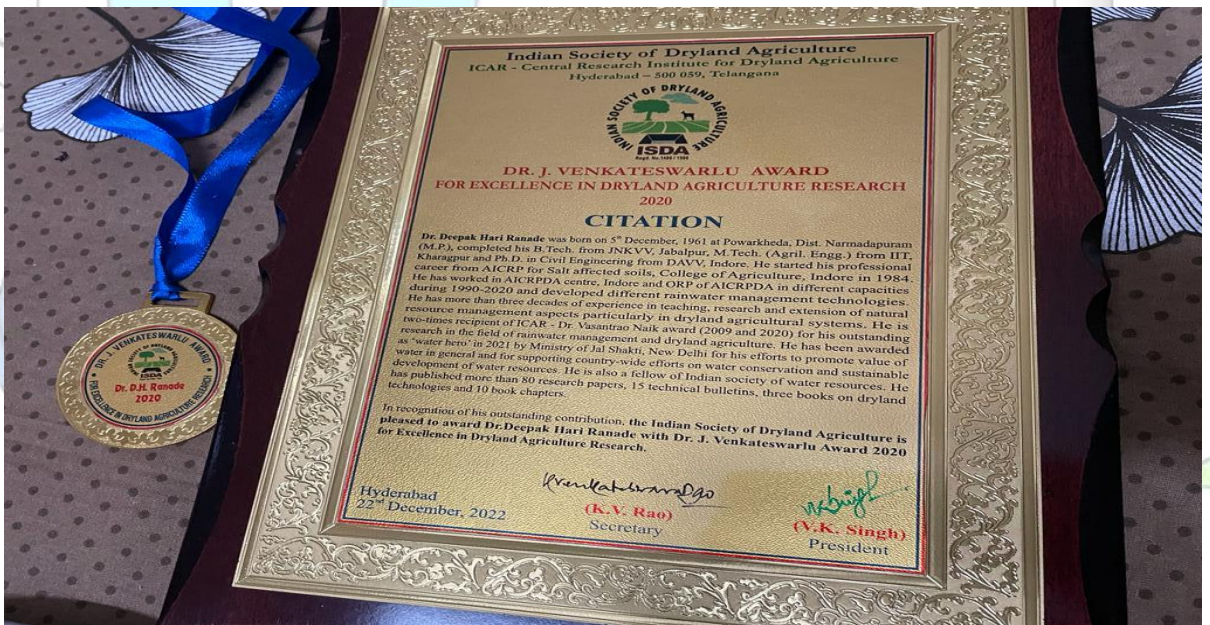 Indian Society of Dryland Agriculture
ICAR - Central Research Institute for Dryland Agriculture
Hyderabad – 500 059, Telangana
INDIAN SOCIETY OF DRYLAND AGRICULTURE
ISDA
DR. J. VENKATESWARLU AWARD
FOR EXCELLENCE IN DRYLAND AGRICULTURE RESEARCH
2020
CITATION
Dr. Deepak Hari Ranade was born on 5th December, 1961 at Powarkheda, Dist. Narmadapuram
(M.P.), completed his B.Tech. from JNKVV, Jabalpur, M.Tech. (Agril. Engg.) from IIT,
Kharagpur and Ph.D. in Civil Engineering from DAVV, Indore. He started his professional
career from AICRP for Salt affected soils, College of Agriculture, Indore in 1984.
He has worked in AICRPDA centre, Indore and ORP of AICRPDA in different capacities
during 1990-2020 and developed different rainwater management technologies.
He has more than three decades of experience in teaching, research and extension of natural
resource management aspects particularly in dryland agricultural systems. He is
two-times recipient of ICAR - Dr. Vasantrao Naik award (2009 and 2020) for his outstanding
research in the field of rainwater management and dryland agriculture. He has been awarded
as 'water hero' in 2021 by Ministry of Jal Shakti, New Delhi for his efforts to promote value of
water in general and for supporting country-wide efforts on water conservation and sustainable
development of water resources. He is also a fellow of Indian society of water resources. He
has published more than 80 research papers, 15 technical bulletins, three books on dryland
technologies and 10 book chapters.
In recognition of his outstanding contribution, the Indian Society of Dryland Agriculture is
pleased to award Dr.Deepak Hari Ranade with Dr. J. Venkateswarlu Award 2020
for Excellence in Dryland Agriculture Research.
Hyderabad
22nd December, 2022
(K.V. Rao)
Secretary
(V.K. Singh)
President
DR. J. VENKATESWARLU AWARD
ISDA
Dr. D.H. Ranade
2020
FOR EXCELLENCE IN DRYLAND AGRICULTURE RESEARCH